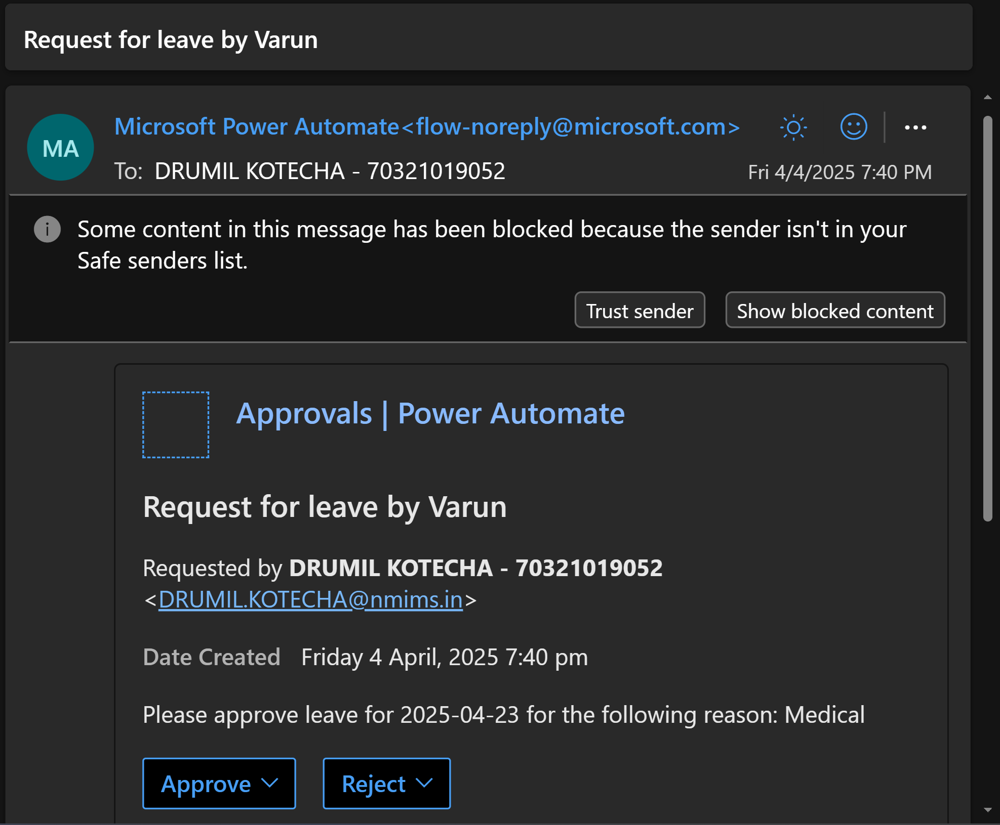 Request for leave by Varun
MA
Microsoft Power Automate<flow-noreply@microsoft.com>
To: DRUMIL KOTECHA - 70321019052
Fri 4/4/2025 7:40 PM
Some content in this message has been blocked because the sender isn't in your
Safe senders list.
Trust sender
Show blocked content
Approvals | Power Automate
Request for leave by Varun
Requested by DRUMIL KOTECHA - 70321019052
<DRUMIL.KOTECHA@nmims.in>
Date Created Friday 4 April, 2025 7:40 pm
Please approve leave for 2025-04-23 for the following reason: Medical
Approve
Reject